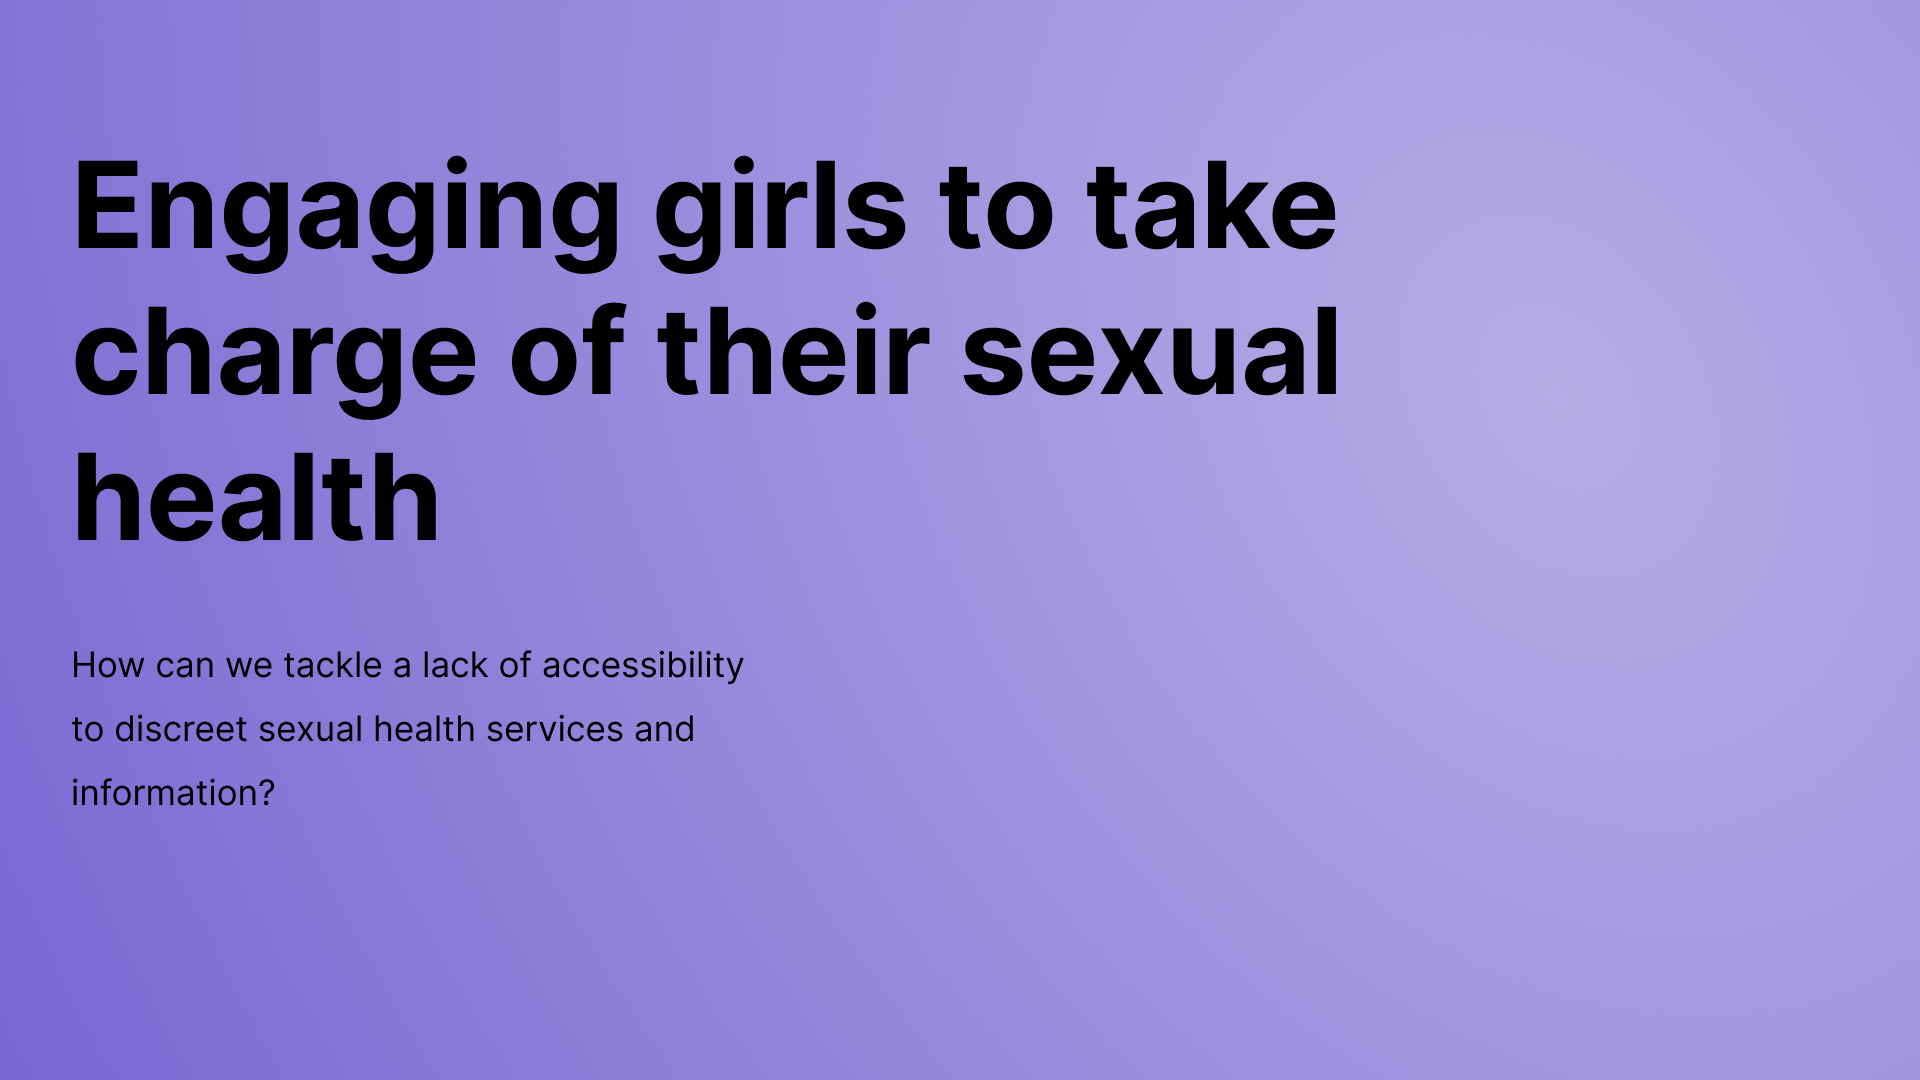 Engaging girls to take
charge of their sexual
health
How can we tackle a lack of accessibility
to discreet sexual health services and
information?